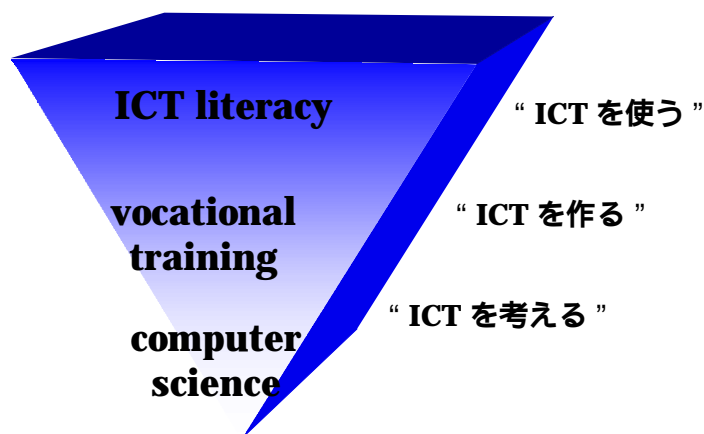 ICT literacy
“ ICT を使う ”
vocational
training
“ ICT を作る ”
computer
science
“ ICT を考える ”